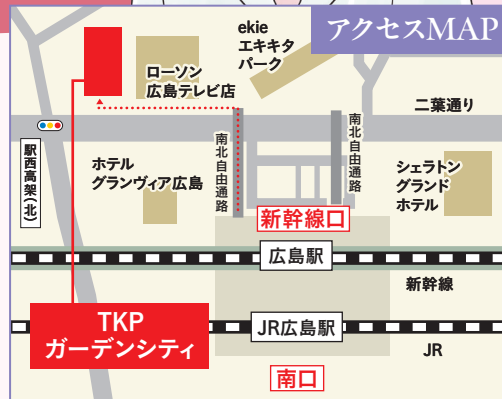 アクセスMAP
ekie
エキキタ
パーク
ローソン
広島テレビ店
二葉通り
駅西高架(北)
ホテル
グランヴィア広島
南北自由通路
南北自由通路
シェラトン
グランド
ホテル
新幹線口
広島駅
新幹線
TKP
ガーデンシティ
JR広島駅
JR
南口